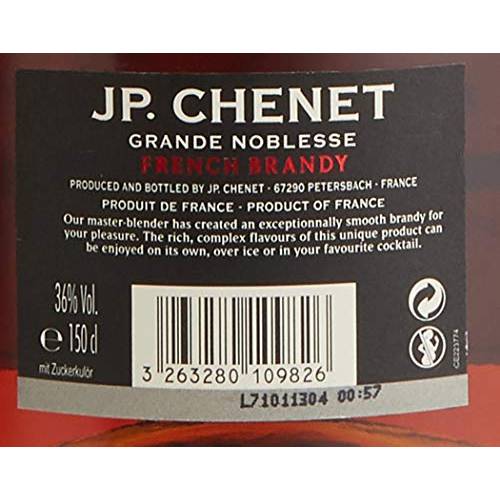 JP. CHENET
GRANDE NOBLESSE
FRENCH BRANDY
PRODUCED AND BOTTLED BY JP. CHENET - 67290 PETERSBACH - FRANCE
PRODUIT DE FRANCE - PRODUCT OF FRANCE
Our master-blender has created an exceptionnally smooth brandy for
your pleasure. The rich, complex flavours of this unique product can
be enjoyed on its own, over ice or in your favourite cocktail.
36% Vol.
℮ 150 cl
mit Zuckerkulör
3 263280 109826
L71011304 00:57
CE223774